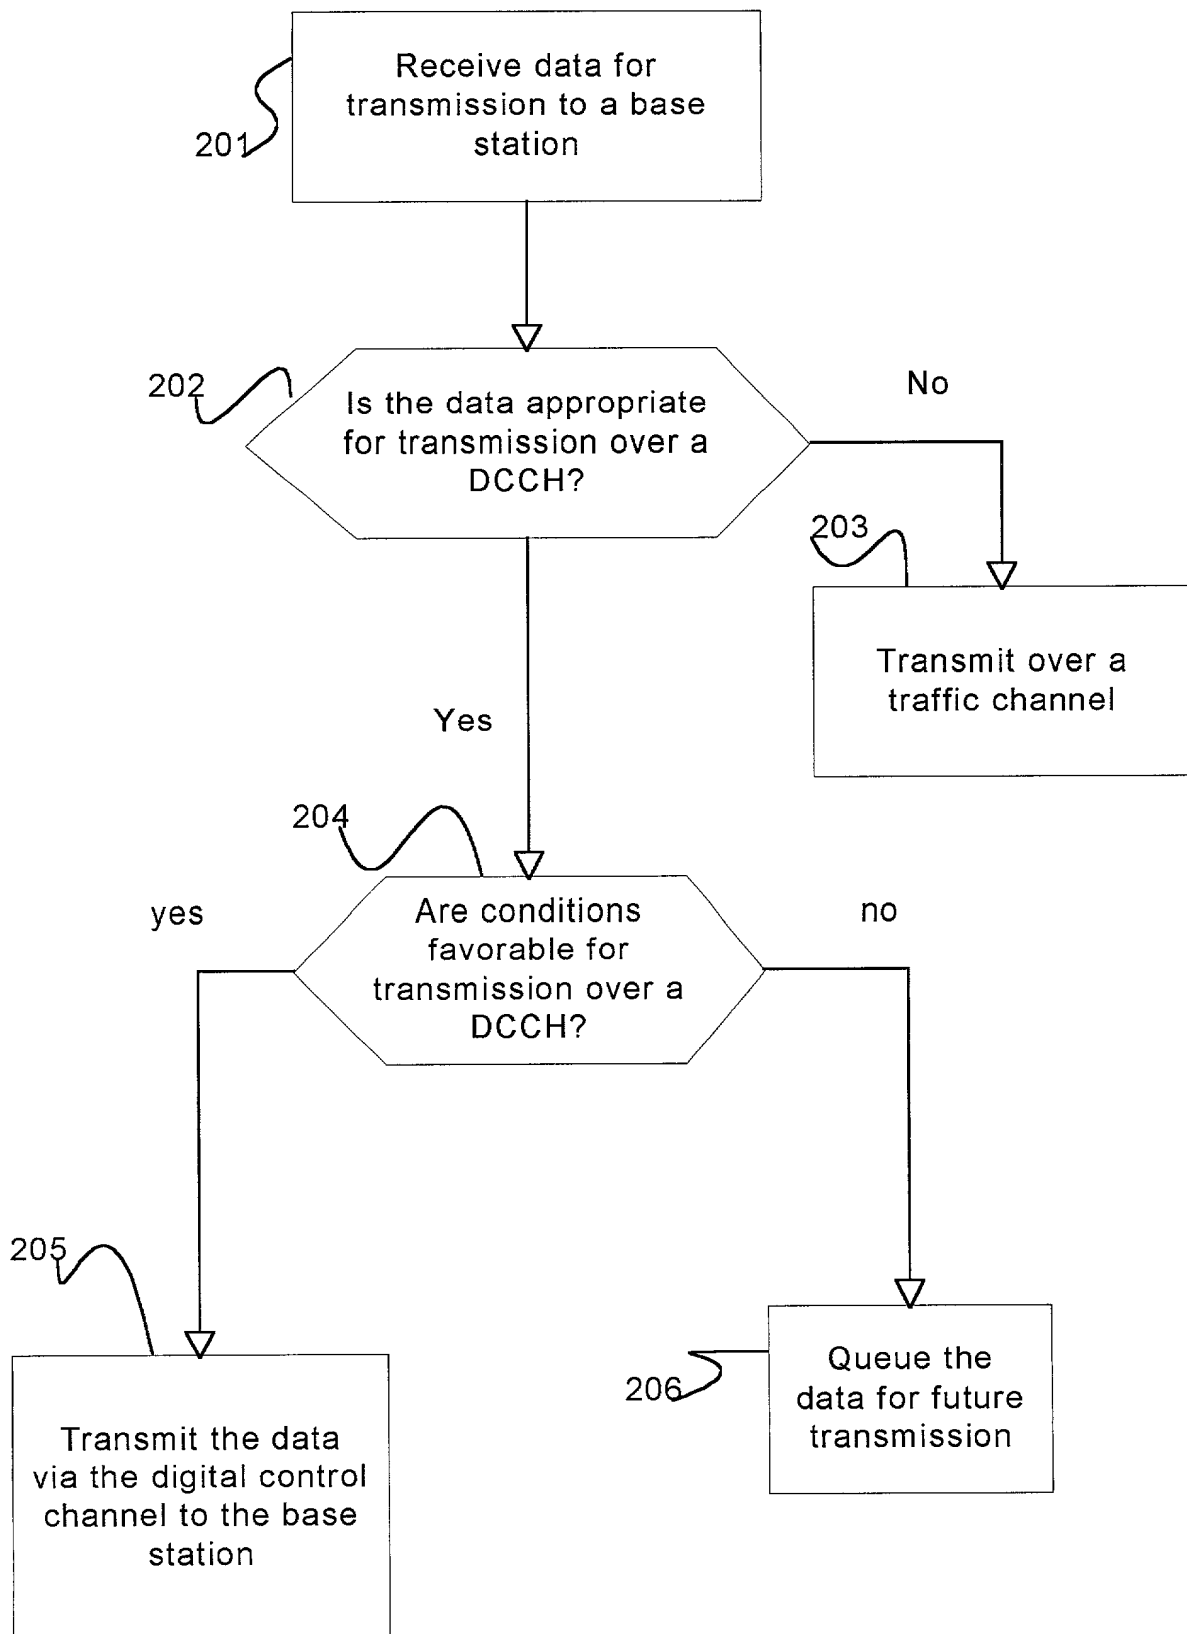 Receive data for
transmission to a base
station
201
202
Is the data appropriate
for transmission over a
DCCH?
No
203
Transmit over a
traffic channel
Yes
204
yes
Are conditions
favorable for
transmission over a
DCCH?
no
205
Transmit the data
via the digital control
channel to the base
station
206
Queue the
data for future
transmission